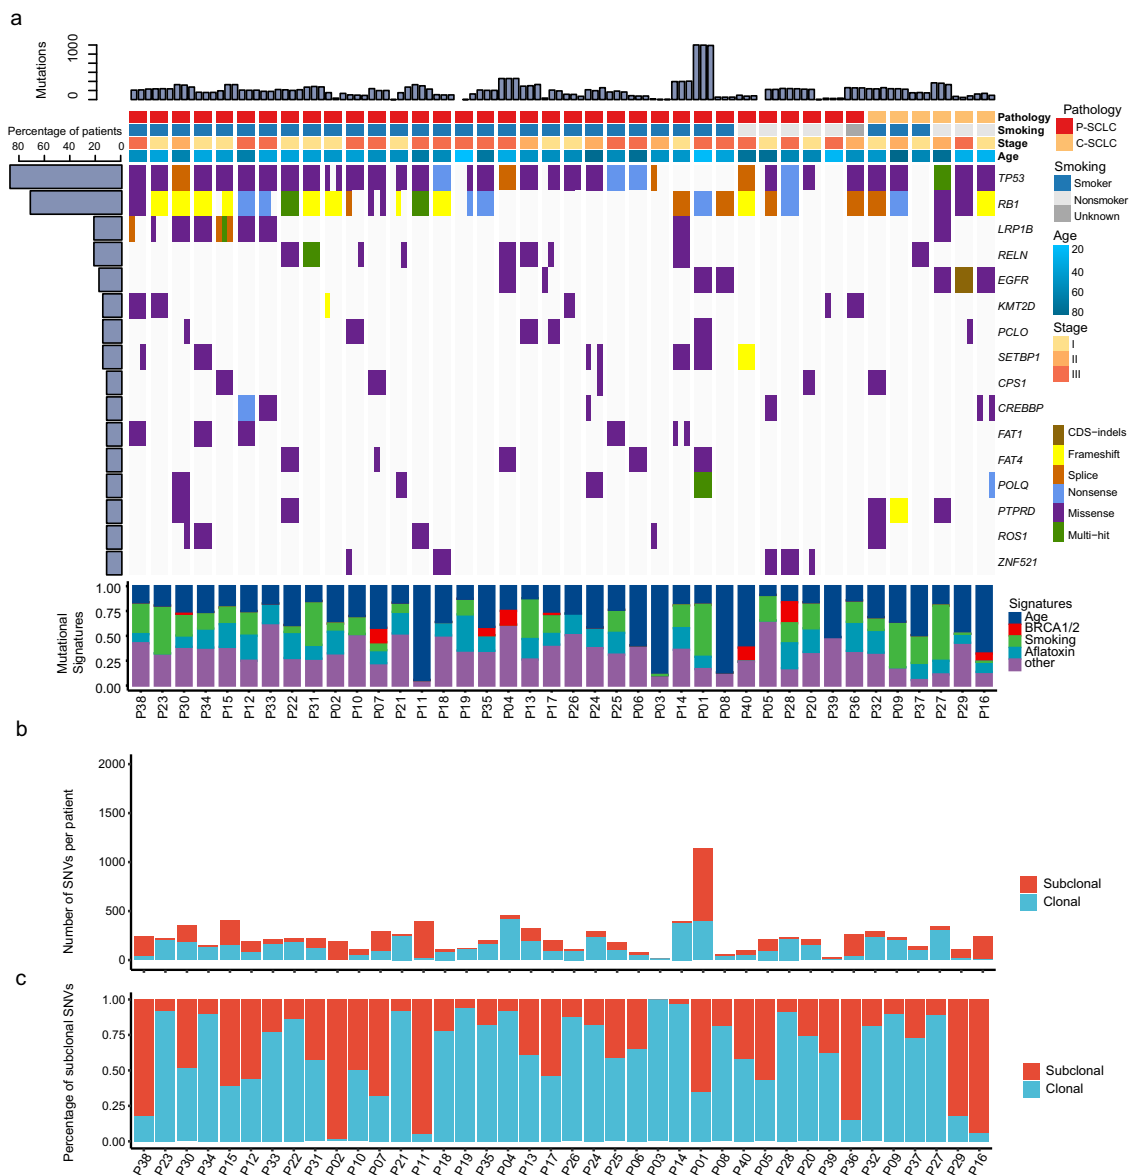 a
Mutations
1000
0
Percentage of patients
80 60 40 20 0
Pathology
Smoking
Stage
Age
TP53
RB1
LRP1B
RELN
EGFR
KMT2D
PCLO
SETBP1
CPS1
CREBBP
FAT1
FAT4
POLQ
PTPRD
ROS1
ZNF521
Pathology
P-SCLC
C-SCLC
Smoking
Smoker
Nonsmoker
Unknown
Age
20
40
60
80
Stage
I
II
III
CDS−indels
Frameshift
Splice
Nonsense
Missense
Multi−hit
Mutational
Signatures
1.00
0.75
0.50
0.25
0.00
Signatures
Age
BRCA1/2
Smoking
Aflatoxin
other
P38 P23 P30 P34 P15 P12 P33 P22 P31 P02 P10 P07 P21 P11 P18 P19 P35 P04 P13 P17 P26 P24 P25 P06 P03 P14 P01 P08 P40 P05 P28 P20 P39 P36 P32 P09 P37 P27 P29 P16
b
Number of SNVs per patient
2000
1500
1000
500
0
Subclonal
Clonal
c
Percentage of subclonal SNVs
1.00
0.75
0.50
0.25
0.00
Subclonal
Clonal
P38 P23 P30 P34 P15 P12 P33 P22 P31 P02 P10 P07 P21 P11 P18 P19 P35 P04 P13 P17 P26 P24 P25 P06 P03 P14 P01 P08 P40 P05 P28 P20 P39 P36 P32 P09 P37 P27 P29 P16